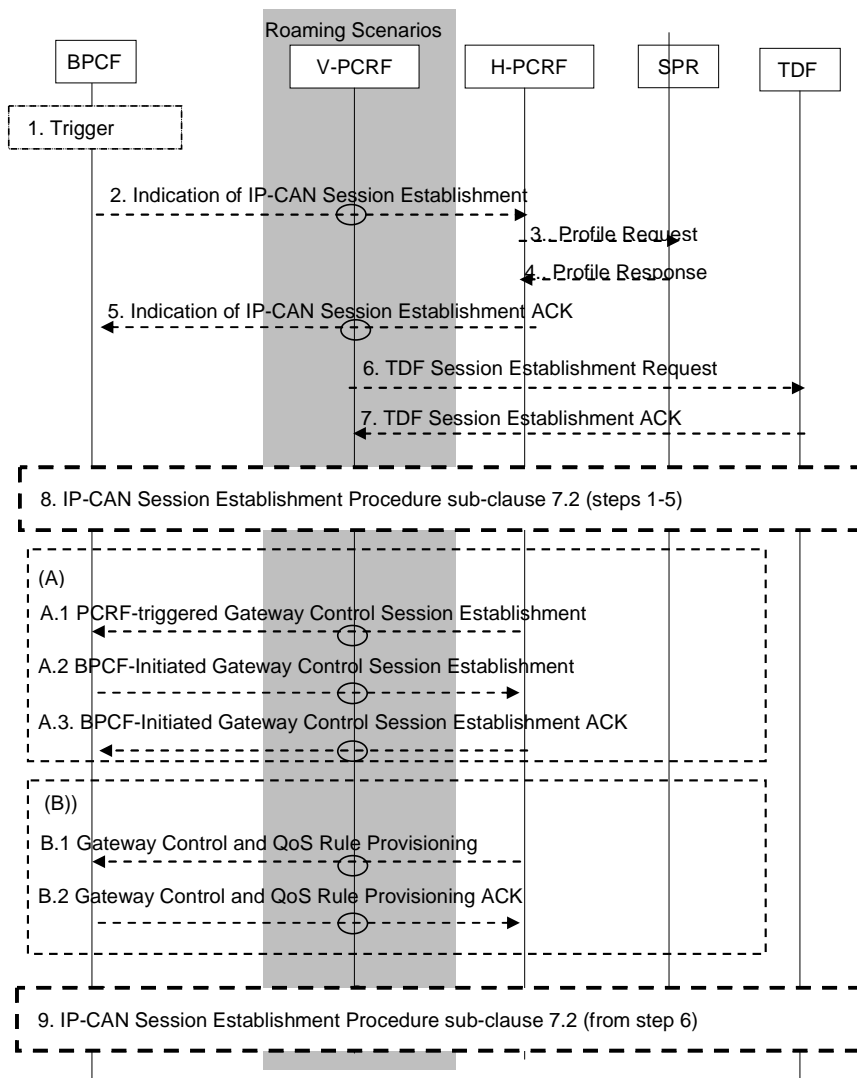 Roaming Scenarios
BPCF
V-PCRF
H-PCRF
SPR
TDF
1. Trigger
2. Indication of IP-CAN Session Establishment
3.. Profile Request
4.. Profile Response
5. Indication of IP-CAN Session Establishment ACK
6. TDF Session Establishment Request
7. TDF Session Establishment ACK
8. IP-CAN Session Establishment Procedure sub-clause 7.2 (steps 1-5)
(A)
A.1 PCRF-triggered Gateway Control Session Establishment
A.2 BPCF-Initiated Gateway Control Session Establishment
A.3. BPCF-Initiated Gateway Control Session Establishment ACK
(B))
B.1 Gateway Control and QoS Rule Provisioning
B.2 Gateway Control and QoS Rule Provisioning ACK
9. IP-CAN Session Establishment Procedure sub-clause 7.2 (from step 6)